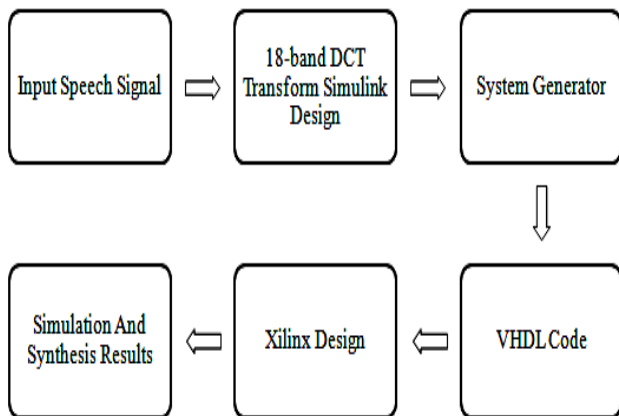 Input Speech Signal
18-band DCT
Transform Simulink
Design
System Generator
VHDL Code
Xilinx Design
Simulation And
Synthesis Results